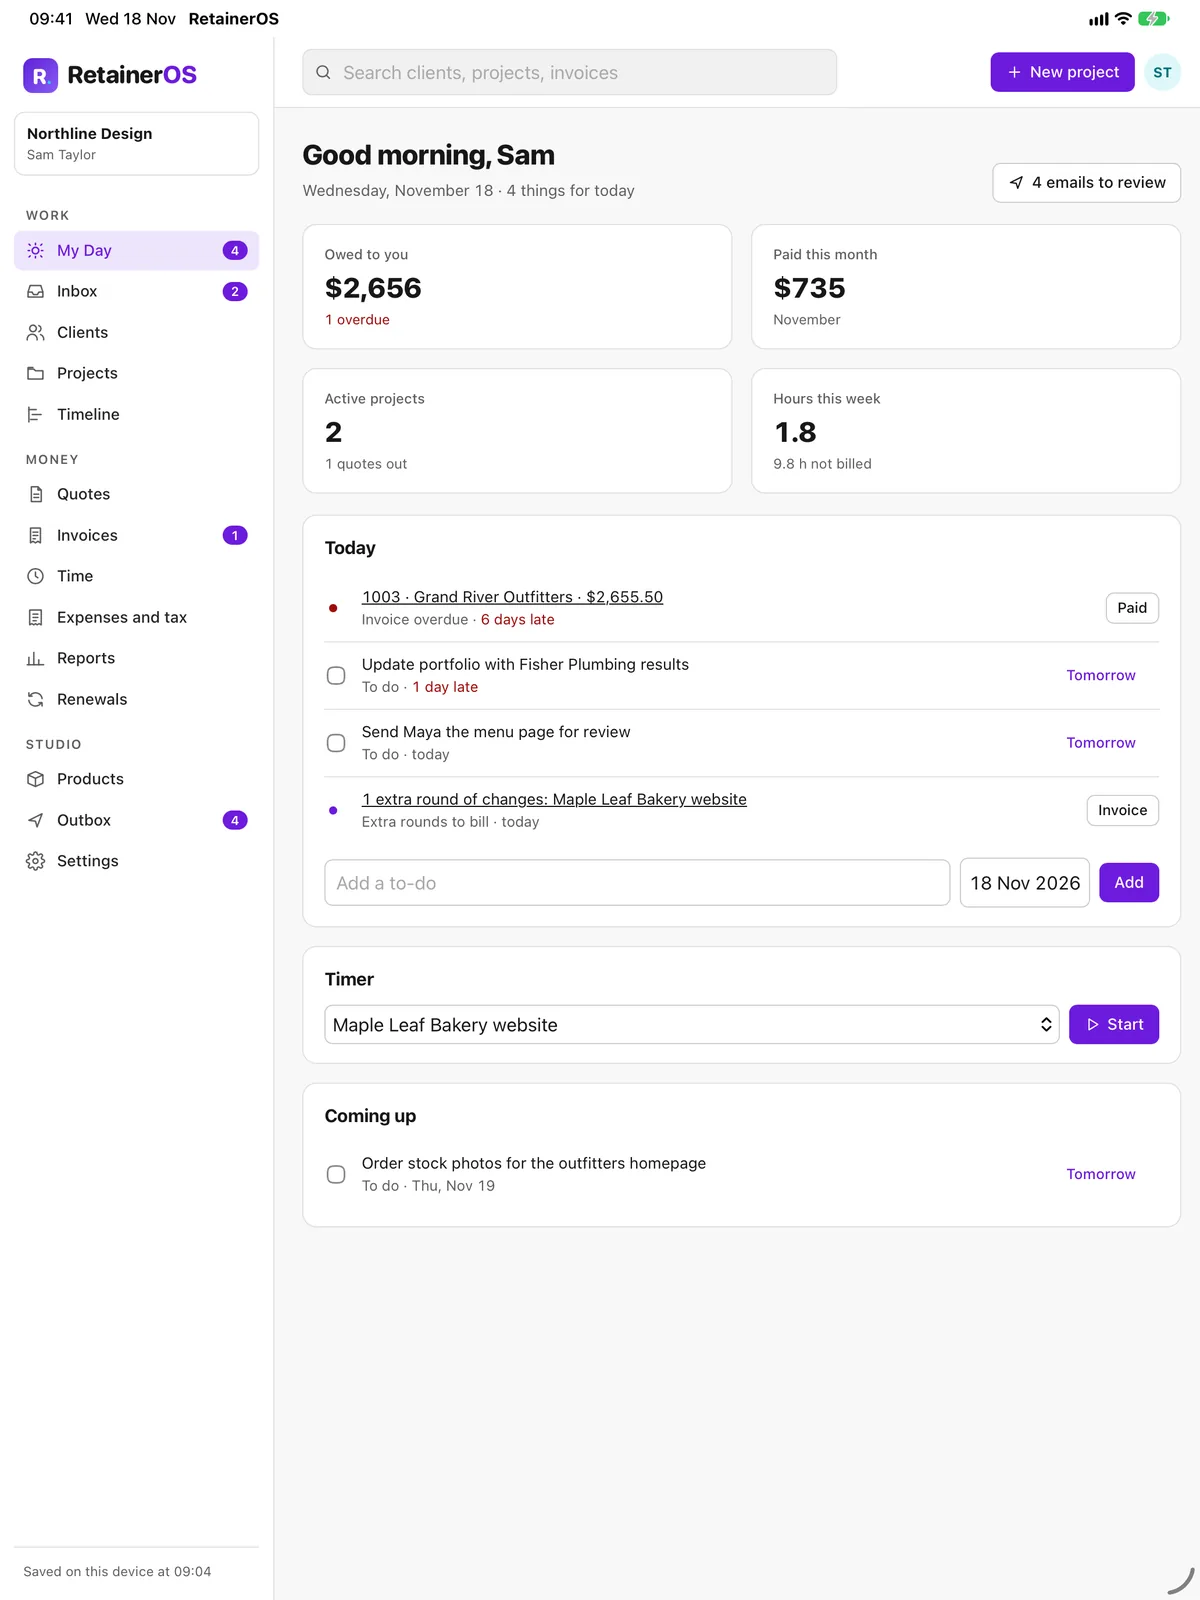 09:41 Wed 18 Nov RetainerOS
R. RetainerOS
Northline Design
Sam Taylor
WORK
My Day 4
Inbox 2
Clients
Projects
Timeline
MONEY
Quotes
Invoices 1
Time
Expenses and tax
Reports
Renewals
STUDIO
Products
Outbox 4
Settings
Saved on this device at 09:04
Search clients, projects, invoices
New project
ST
Good morning, Sam
Wednesday, November 18 · 4 things for today
4 emails to review
Owed to you
$2,656
1 overdue
Paid this month
$735
November
Active projects
2
1 quotes out
Hours this week
1.8
9.8 h not billed
Today
1003 · Grand River Outfitters · $2,655.50
Invoice overdue · 6 days late
Paid
Update portfolio with Fisher Plumbing results
To do · 1 day late
Tomorrow
Send Maya the menu page for review
To do · today
Tomorrow
1 extra round of changes: Maple Leaf Bakery website
Extra rounds to bill · today
Invoice
Add a to-do
18 Nov 2026
Add
Timer
Maple Leaf Bakery website
Start
Coming up
Order stock photos for the outfitters homepage
To do · Thu, Nov 19
Tomorrow